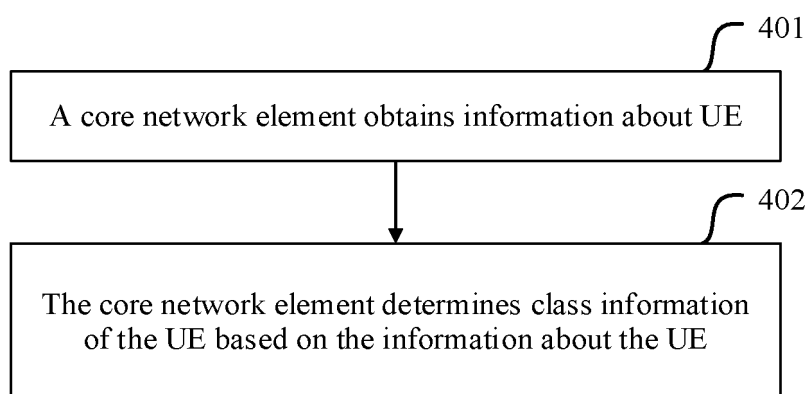 401
A core network element obtains information about UE
402
The core network element determines class information
of the UE based on the information about the UE